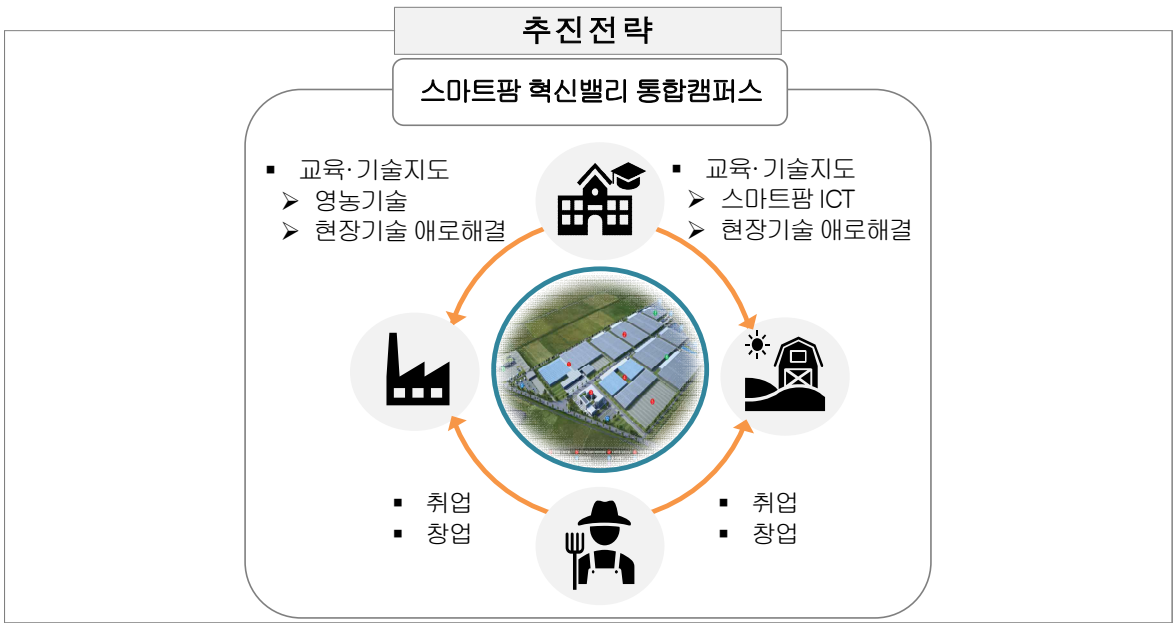 추진전략
스마트팜 혁신밸리 통합캠퍼스
▪ 교육·기술지도
➢ 영농기술
➢ 현장기술 애로해결
▪ 교육·기술지도
➢ 스마트팜 ICT
➢ 현장기술 애로해결
▪ 취업
▪ 창업
▪ 취업
▪ 창업